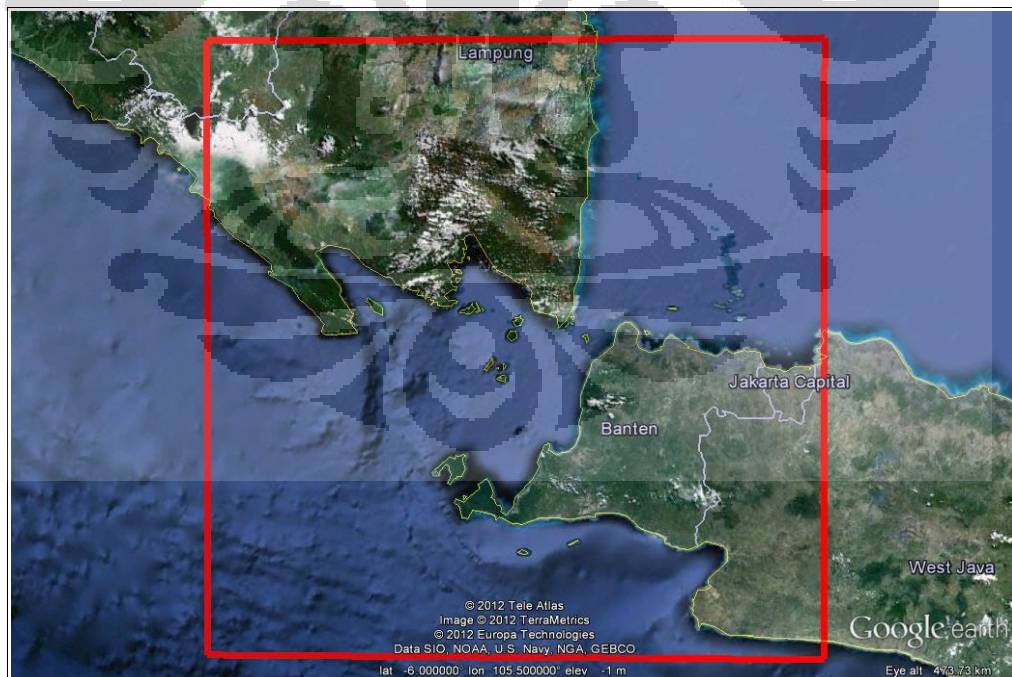 Lampung
Jakarta Capital
Banten
West Java
© 2012 Tele Atlas
Image © 2012 TerraMetrics
© 2012 Europa Technologies
Data SIO, NOAA, U.S. Navy, NGA, GEBCO
Google earth
lat -6.000000° lon 105.500000° elev -1 m
Eye alt 473.73 km